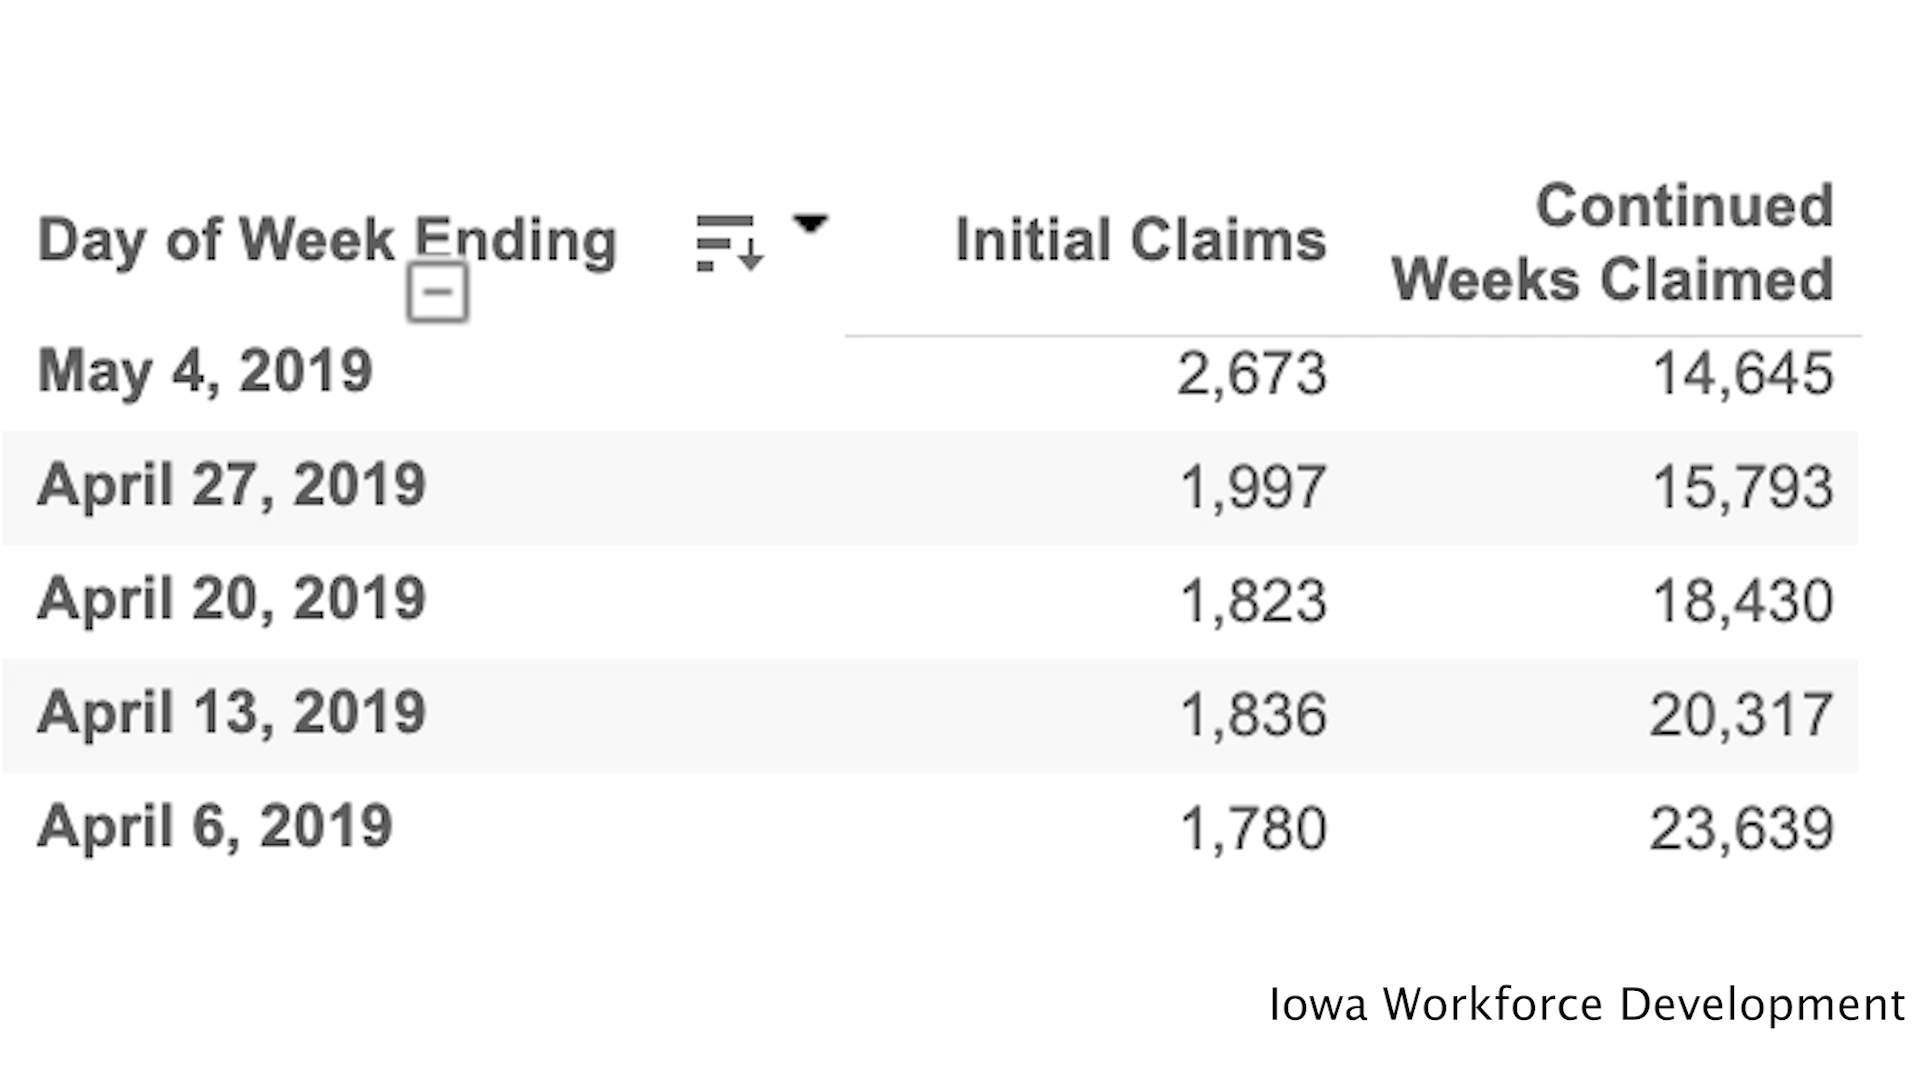 Day of Week Ending Initial Claims Continued Weeks Claimed
May 4, 2019 2,673 14,645
April 27, 2019 1,997 15,793
April 20, 2019 1,823 18,430
April 13, 2019 1,836 20,317
April 6, 2019 1,780 23,639
Iowa Workforce Development